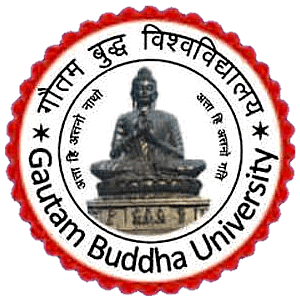 गौतम बुद्ध विश्वविद्यालय
अत्ता हि अत्तनो नाथो
अत्ता हि अत्तनो गति
Gautam Buddha University